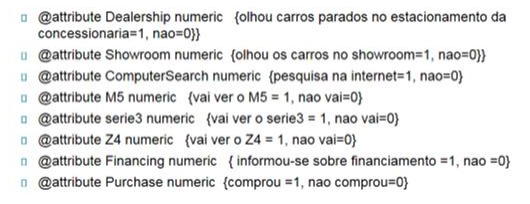 @attribute Dealership numeric {olhou carros parados no estacionamento da
concessionaria=1, nao=0}}
@attribute Showroom numeric {olhou os carros no showroom=1, nao=0}}
@attribute ComputerSearch numeric {pesquisa na internet=1, nao=0}
@attribute M5 numeric {vai ver o M5 = 1, nao vai=0}
@attribute serie3 numeric {vai ver o serie3 = 1, nao vai=0}
@attribute Z4 numeric {vai ver o Z4 = 1, nao vai=0}
@attribute Financing numeric { informou-se sobre financiamento =1, nao =0}
@attribute Purchase numeric {comprou =1, nao comprou=0}